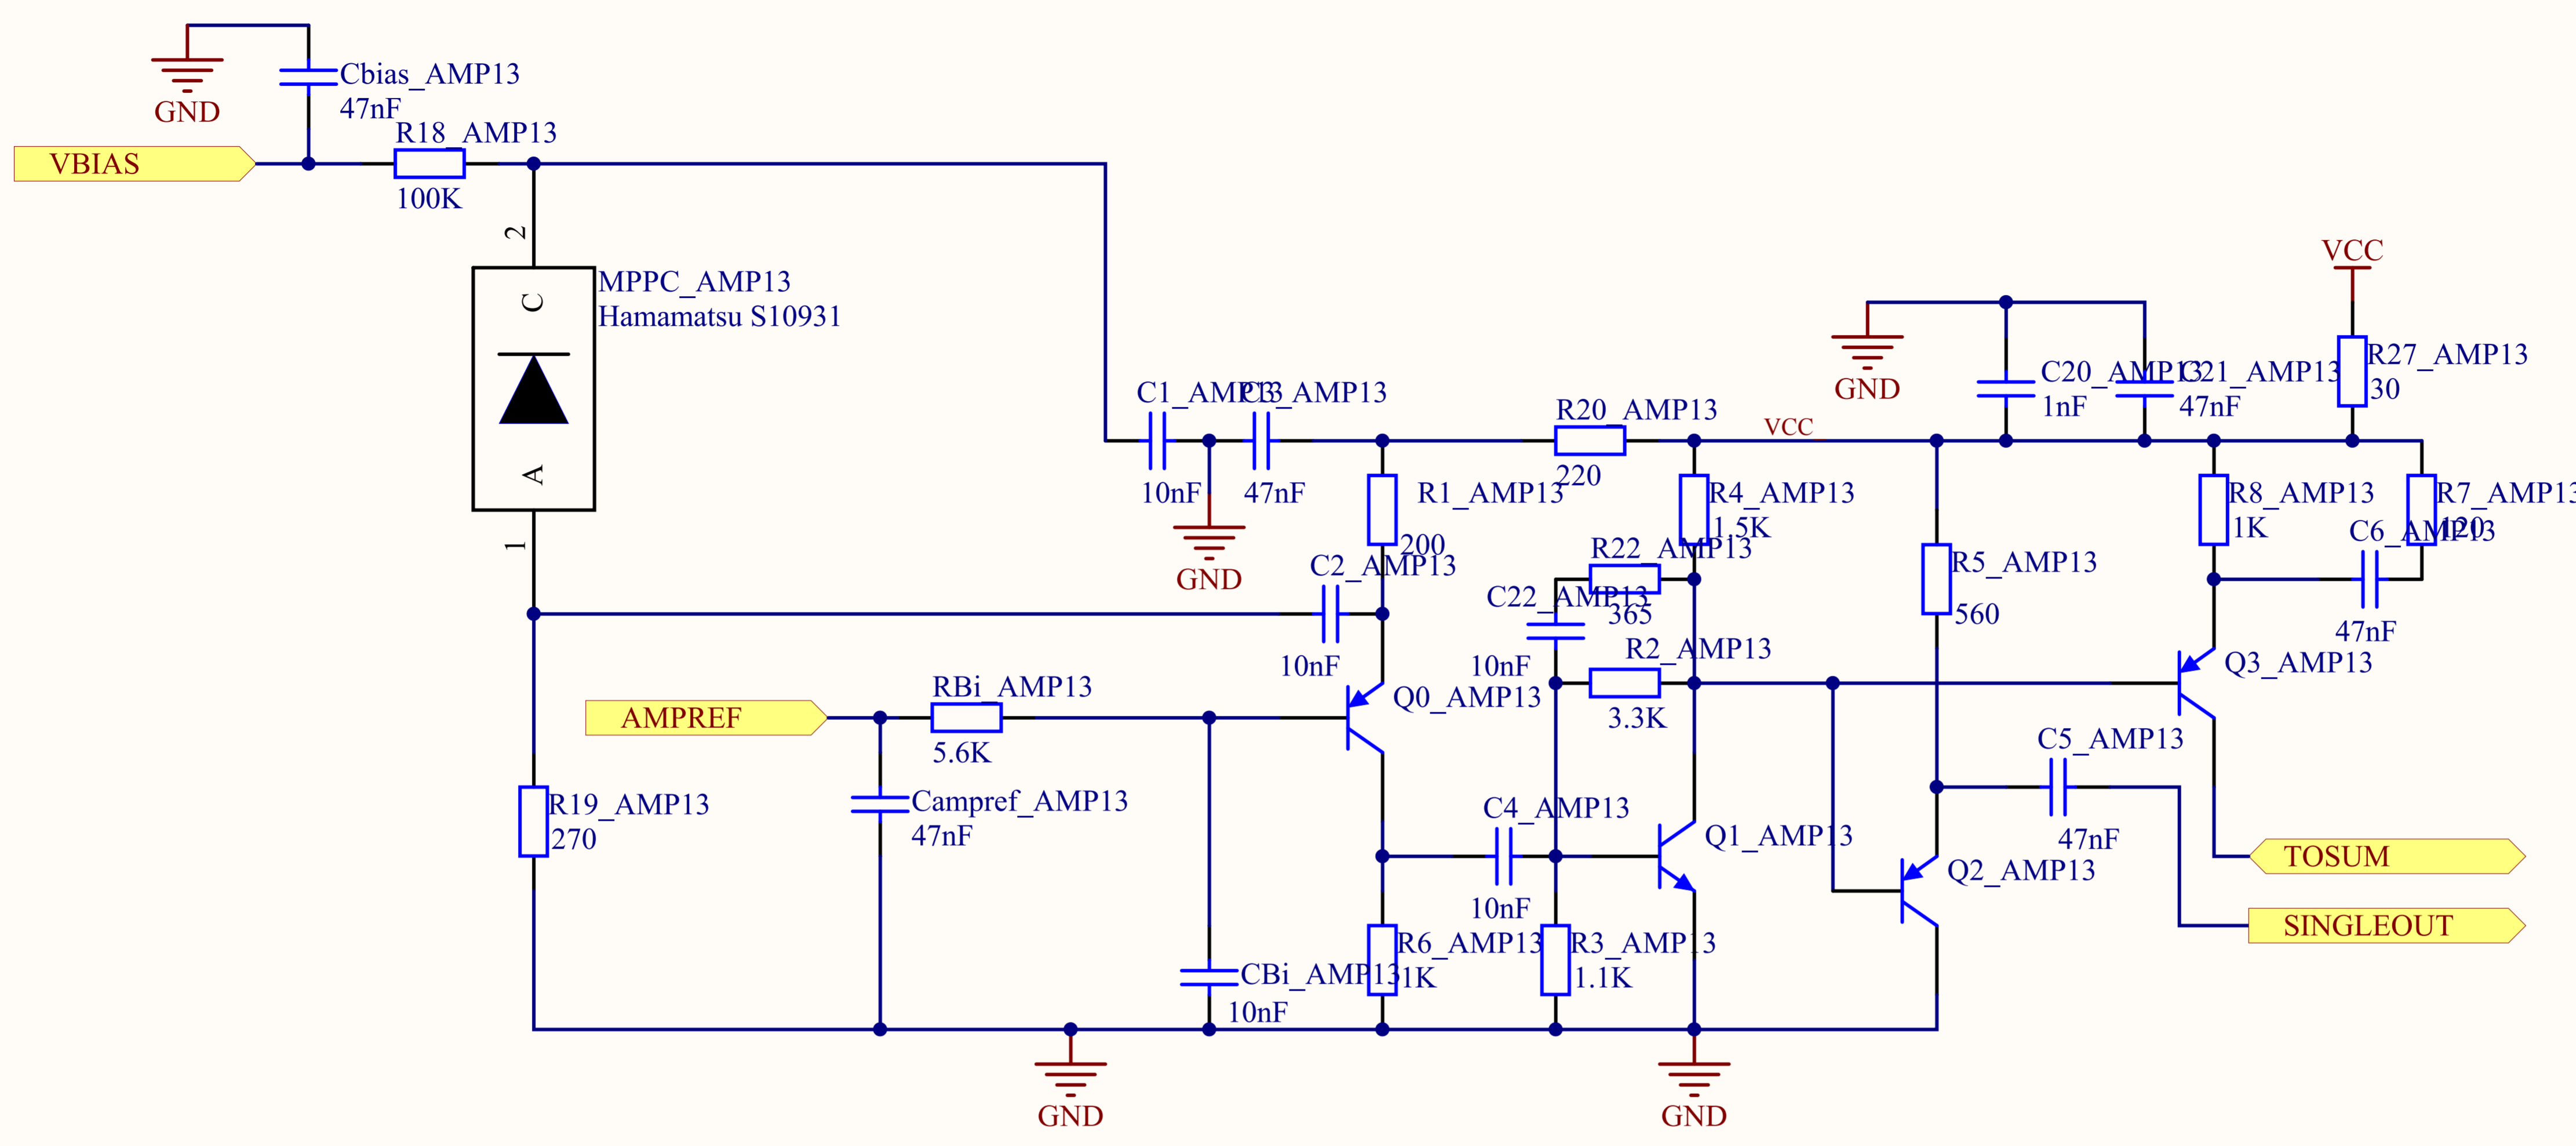 Cbias_AMP13
47nF
GND
R18_AMP13
VBIAS
100K
2
C
MPPC_AMP13
Hamamatsu S10931
A
1
VCC
R27_AMP13
30
C20_AMP13
1nF
C21_AMP13
47nF
GND
C1_AMP13
10nF
C3_AMP13
47nF
GND
R20_AMP13
220
VCC
R1_AMP13
200
R4_AMP13
1.5K
R8_AMP13
1K
R7_AMP13
120
C6_AMP13
47nF
C2_AMP13
10nF
R22_AMP13
365
C22_AMP13
10nF
R5_AMP13
560
R2_AMP13
3.3K
Q3_AMP13
RBi_AMP13
5.6K
AMPREF
Q0_AMP13
R19_AMP13
270
Campref_AMP13
47nF
C4_AMP13
10nF
Q1_AMP13
C5_AMP13
47nF
Q2_AMP13
TOSUM
SINGLEOUT
CBi_AMP13
10nF
R6_AMP13
1K
R3_AMP13
1.1K
GND
GND